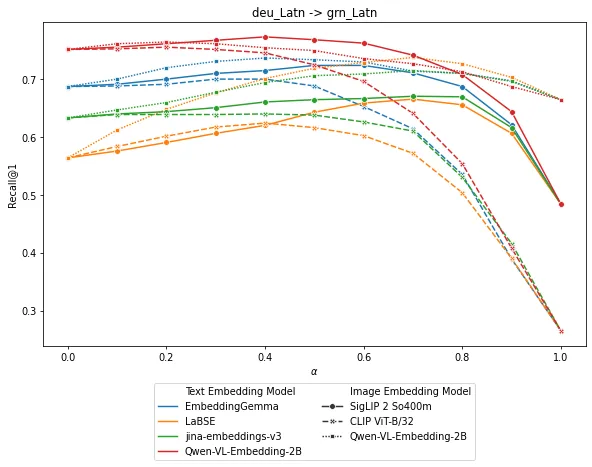 deu_Latn -> grn_Latn
Recall@1
0.7
0.6
0.5
0.4
0.3
0.0
0.2
0.4
0.6
0.8
1.0
α
Text Embedding Model
EmbeddingGemma
LaBSE
jina-embeddings-v3
Qwen-VL-Embedding-2B
Image Embedding Model
SigLIP 2 So400m
CLIP ViT-B/32
Qwen-VL-Embedding-2B